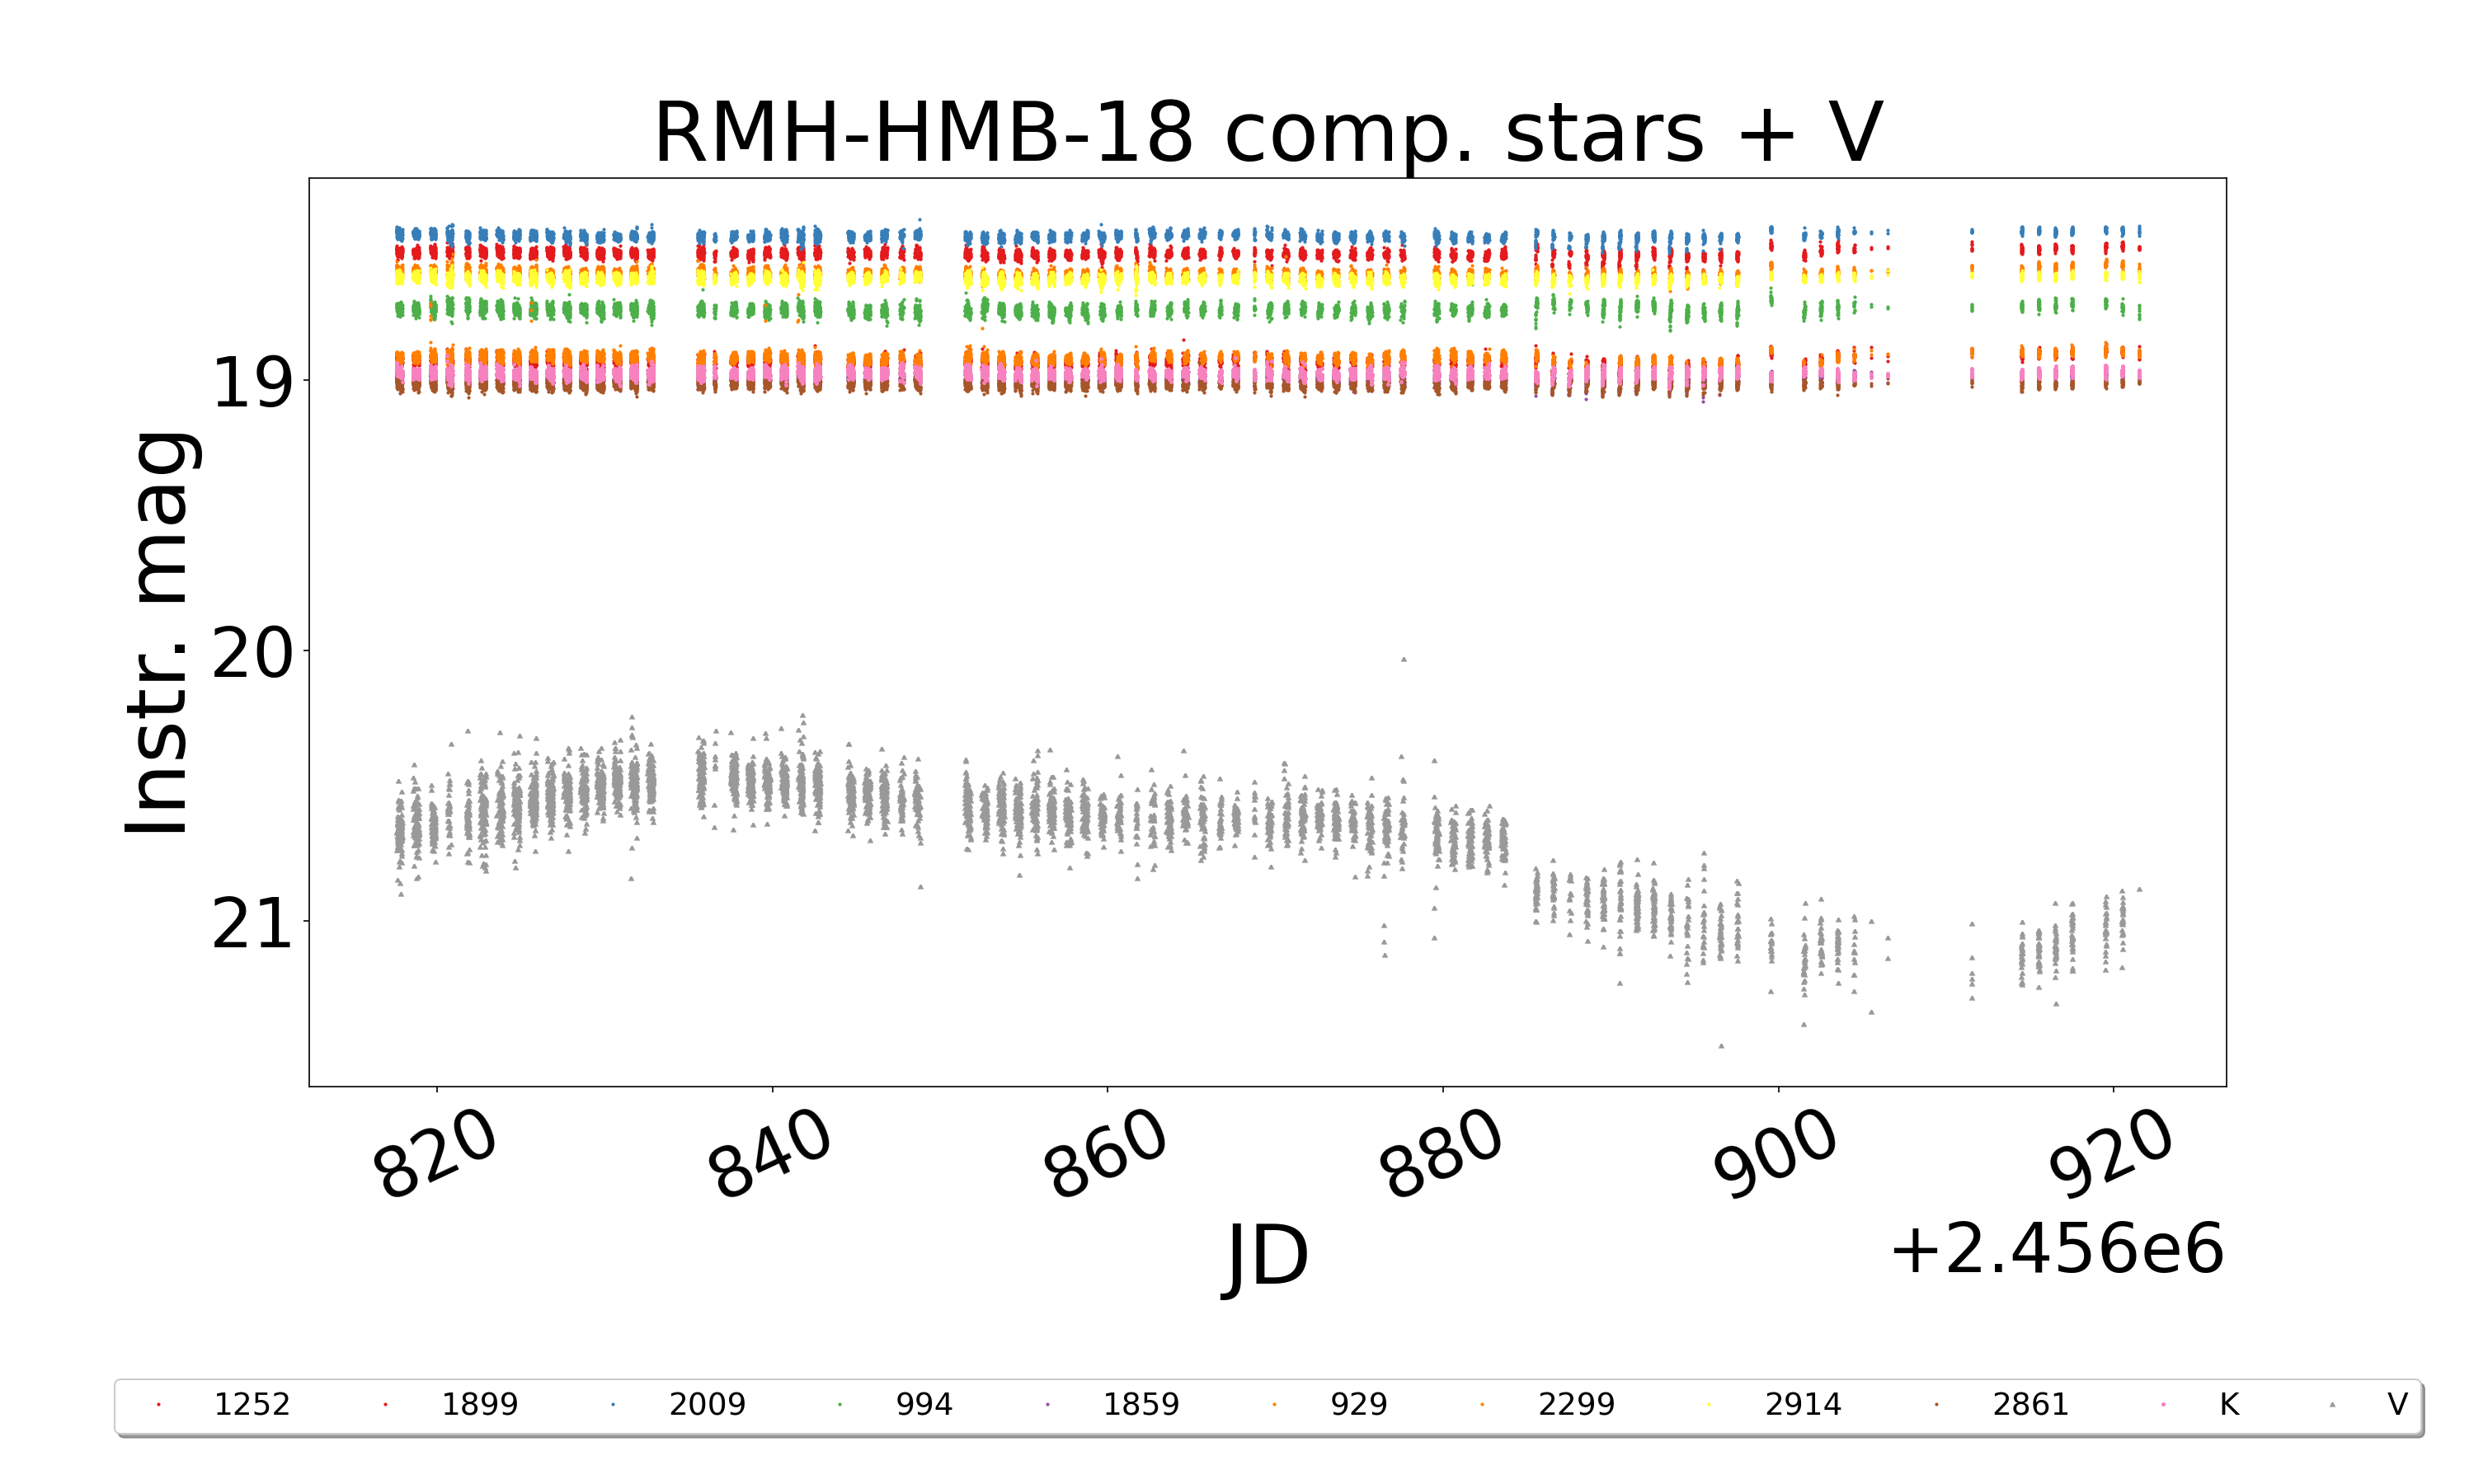 RMH-HMB-18 comp. stars + V
Instr. mag
19
20
21
820 840 860 880 900 920
JD
+2.456e6
1252 1899 2009 994 1859 929 2299 2914 2861 K V